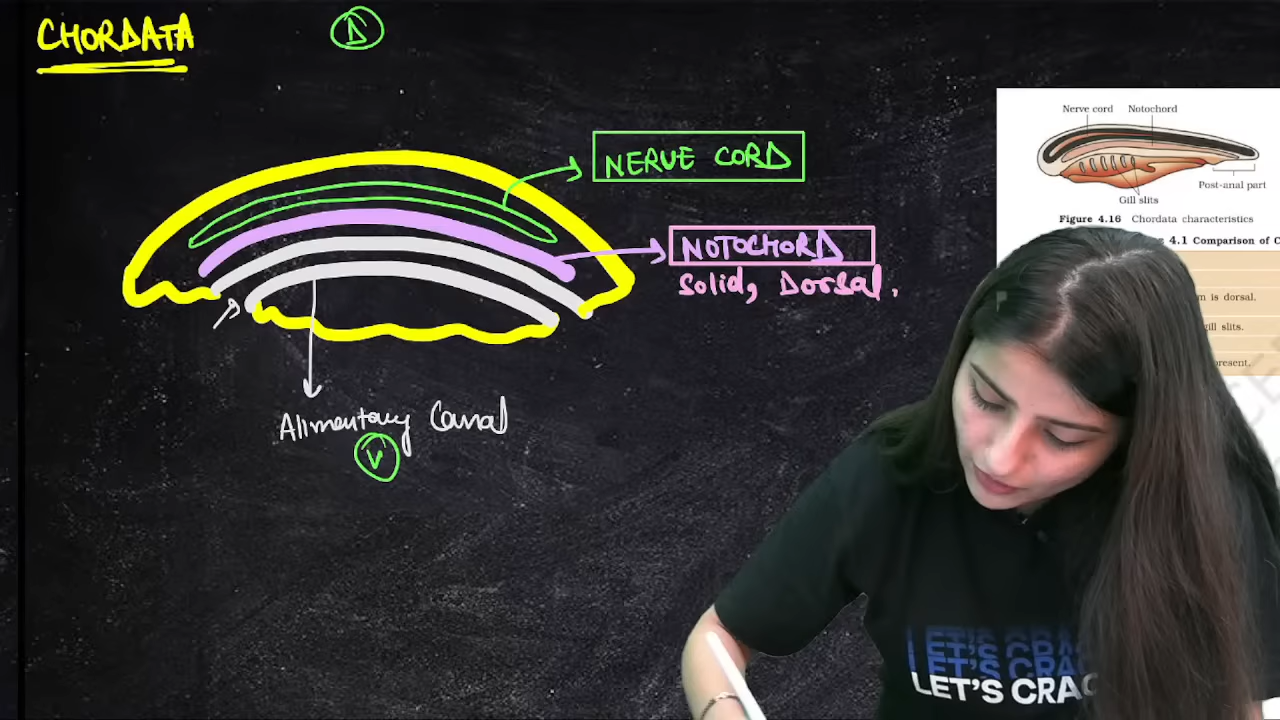 CHORDATA
D
NERVE CORD
NOTOCHORD
Solid, Dorsal.
Alimentary Canal
V
Nerve cord Notochord
Post-anal part
Gill slits
Figure 4.16 Chordata characteristics
4.1 Comparison of C
is dorsal.
gill slits.
present.
LET'S CRA
LET'S CRAC
LET'S CRAC